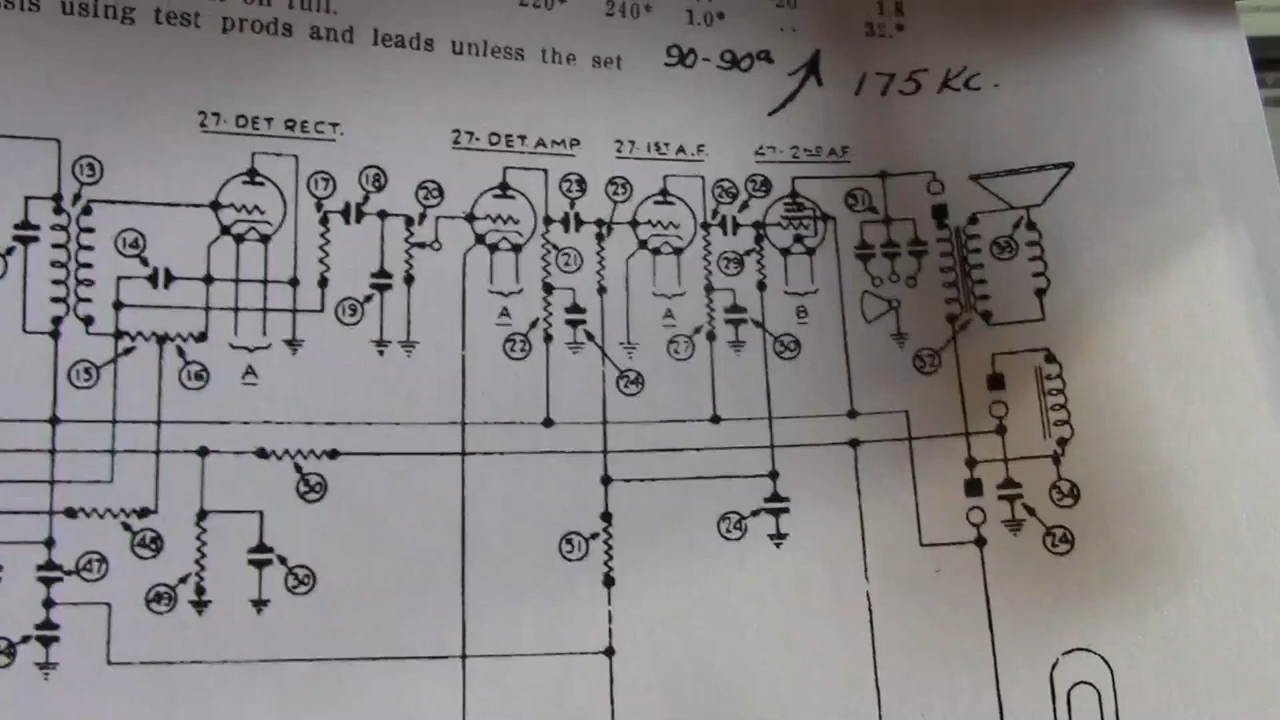 220* 240* 1.0* 20 1.8
on full. .. 32.*
using test prods and leads unless the set 90-90A 175 KC.
27-DET RECT. 27-DET.AMP 27-1ST A.F. 47-2ND A.F.
13 17 18 20 23 25 26 28 31 33
14 21 29
19 22 24 27 30 32
15 16 A A A B
50 34
48 51 24 24
47 49 30